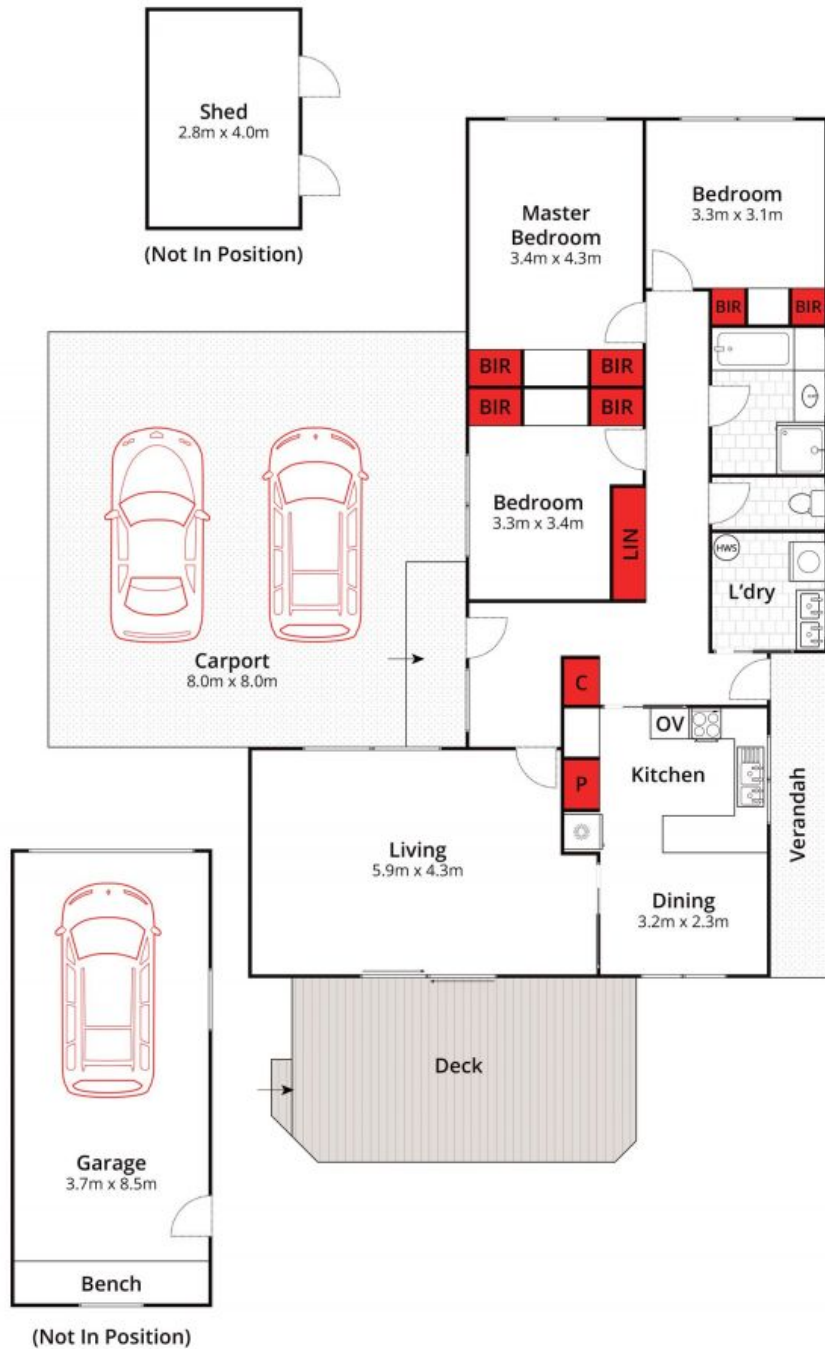 Shed
2.8m x 4.0m
(Not In Position)
Master
Bedroom
3.4m x 4.3m
Bedroom
3.3m x 3.1m
BIR
BIR
BIR
BIR
BIR
BIR
Bedroom
3.3m x 3.4m
LIN
HWS
L'dry
Carport
8.0m x 8.0m
C
OV
Kitchen
P
Living
5.9m x 4.3m
Dining
3.2m x 2.3m
Verandah
Deck
Garage
3.7m x 8.5m
Bench
(Not In Position)